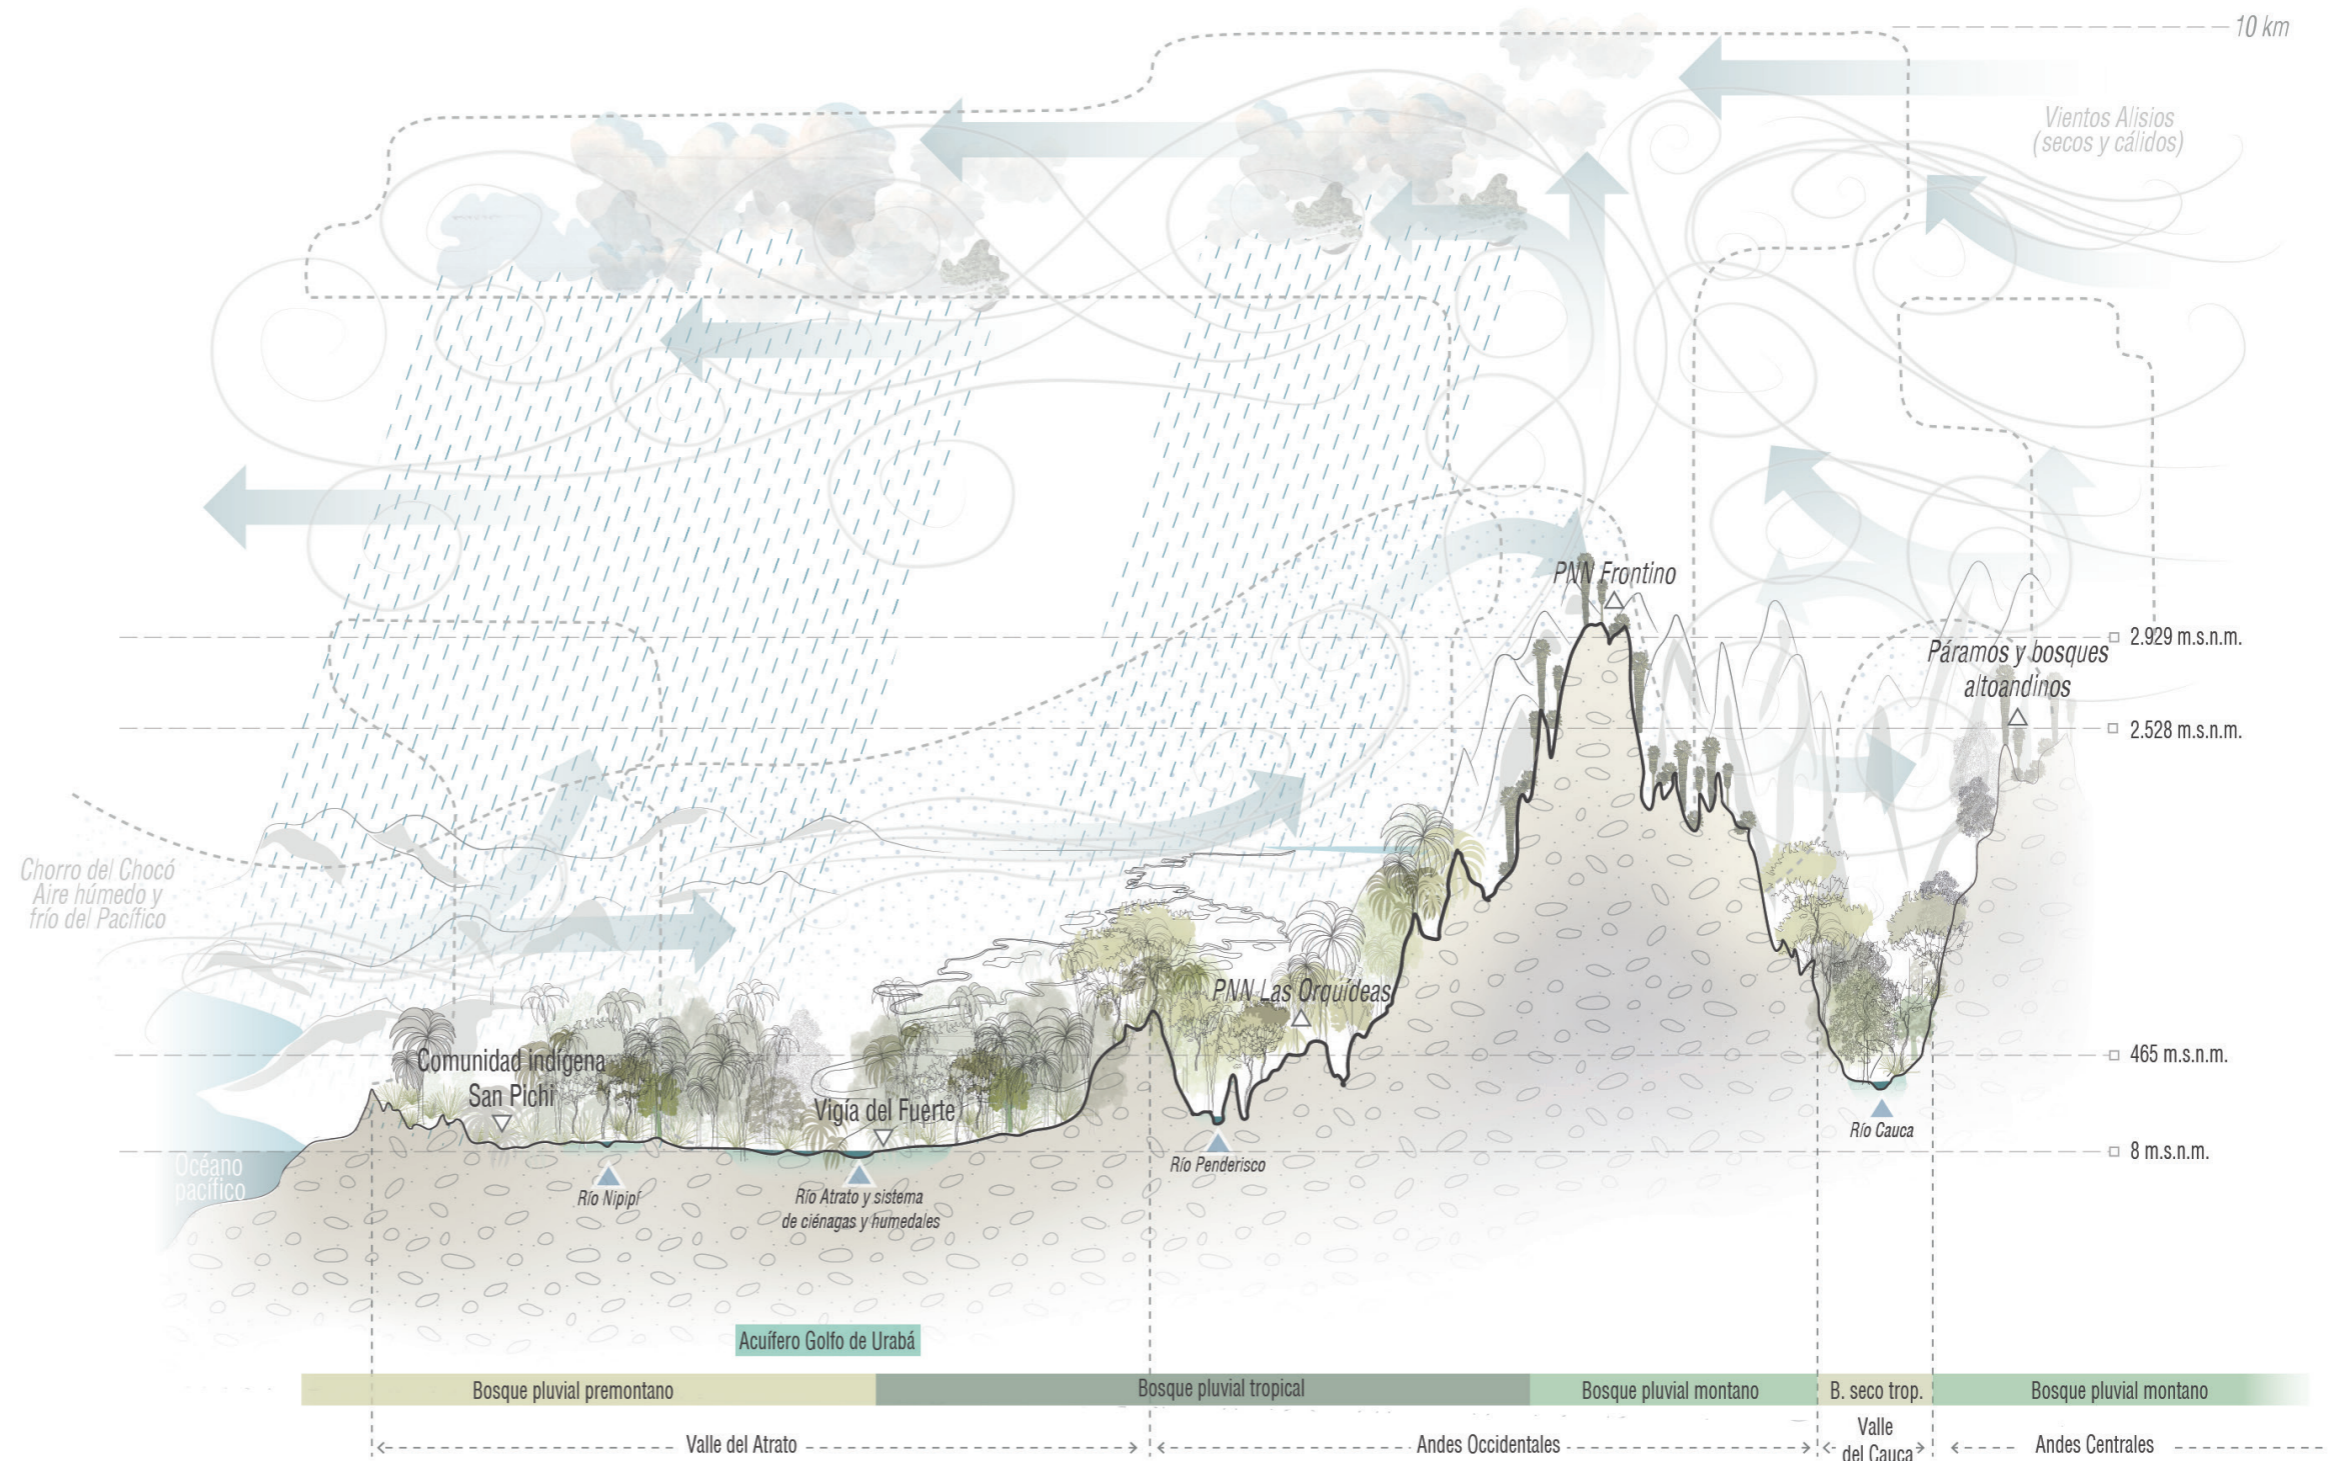 10 km
Vientos Alisios
(secos y cálidos)
PNN Frontino
2.929 m.s.n.m.
Páramos y bosques
altoandinos
2.528 m.s.n.m.
Chorro del Chocó
Aire húmedo y
frío del Pacífico
PNN Las Orquídeas
465 m.s.n.m.
Comunidad indígena
San Pichi
Vigía del Fuerte
Río Cauca
8 m.s.n.m.
Océano
pacífico
Río Penderisco
Río Nipipí
Río Atrato y sistema
de ciénagas y humedales
Acuífero Golfo de Urabá
Bosque pluvial premontano
Bosque pluvial tropical
Bosque pluvial montano
B. seco trop.
Bosque pluvial montano
Valle del Atrato
Andes Occidentales
Valle
del Cauca
Andes Centrales